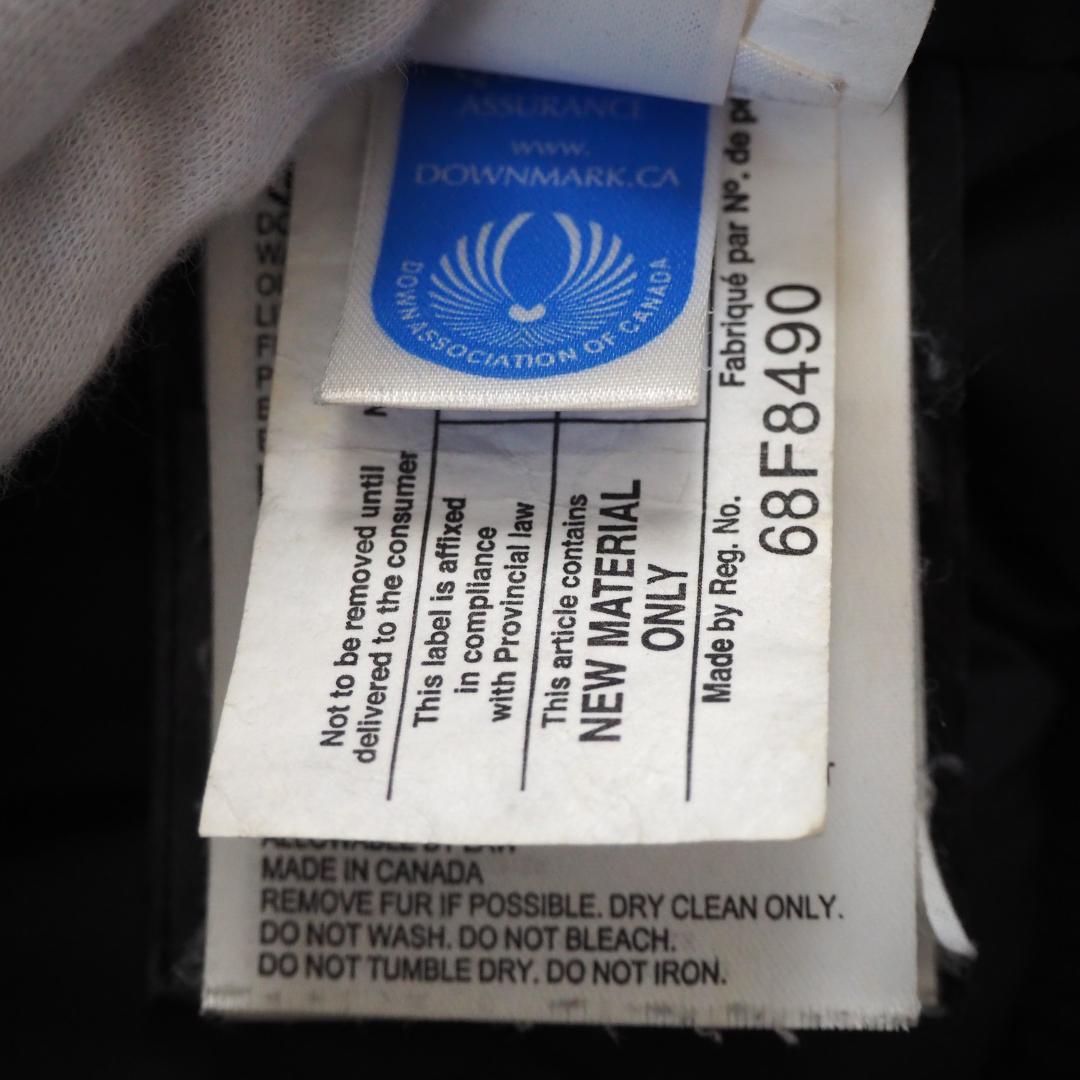 ASSURANCE
www.
DOWNMARK.CA
DOWN ASSOCIATION OF CANADA
Not to be removed until
delivered to the consumer
This label is affixed
in compliance
with Provincial law
This article contains
NEW MATERIAL
ONLY
Made by Reg. No.
Fabriqué par Nº. de
68F8490
ALLOWABLE BY LAW
MADE IN CANADA
REMOVE FUR IF POSSIBLE. DRY CLEAN ONLY.
DO NOT WASH. DO NOT BLEACH.
DO NOT TUMBLE DRY. DO NOT IRON.